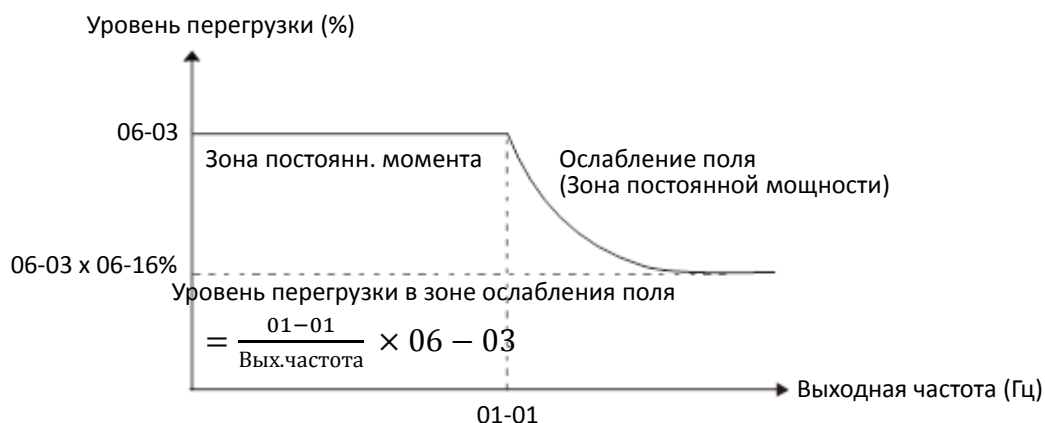 Уровень перегрузки (%)
06-03
Зона постоянн. момента
Ослабление поля
(Зона постоянной мощности)
06-03 x 06-16%
Уровень перегрузки в зоне ослабления поля
= 01−01 / Вых.частота × 06 − 03
Выходная частота (Гц)
01-01